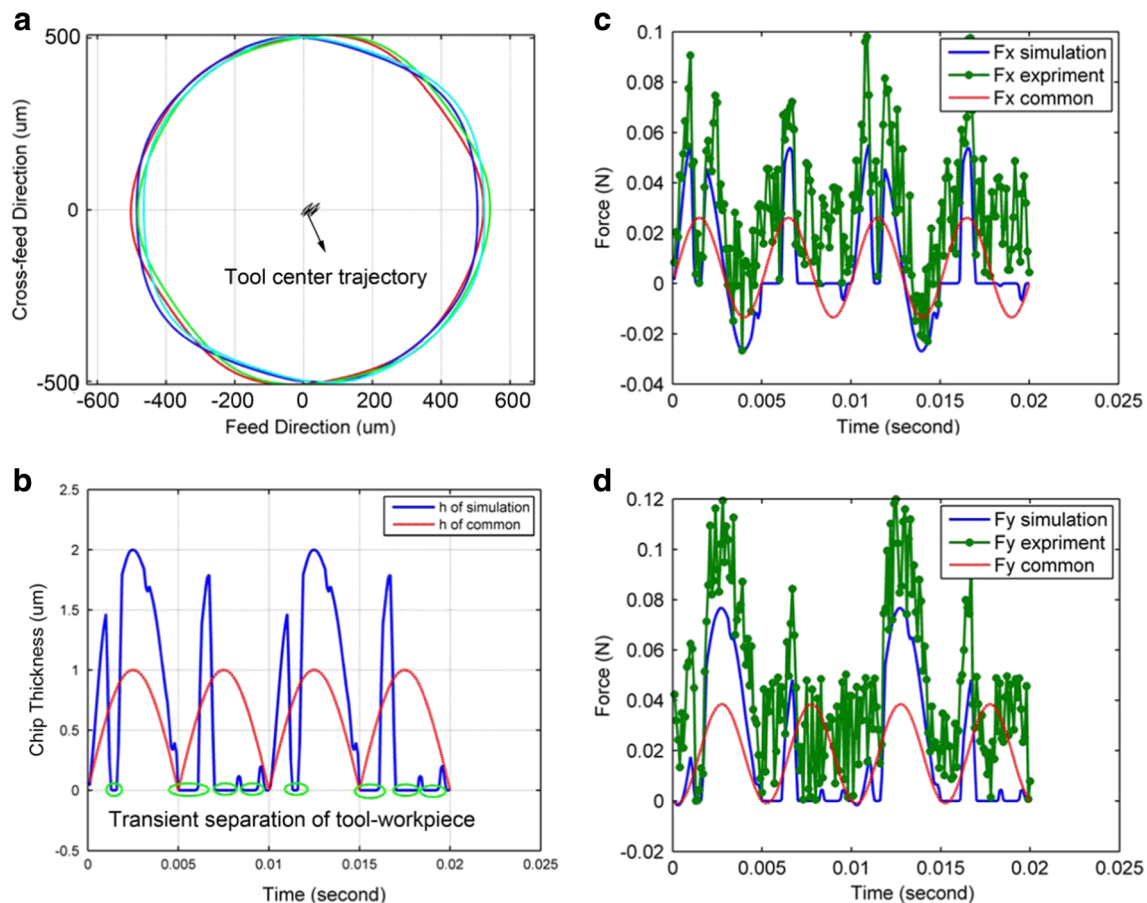 a
500
0
-500
Cross-feed Direction (um)
Tool center trajectory
-600 -400 -200 0 200 400 600
Feed Direction (um)
c
0.1
0.08
0.06
0.04
0.02
0
-0.02
-0.04
Force (N)
Fx simulation
Fx expriment
Fx common
0 0.005 0.01 0.015 0.02 0.025
Time (second)
b
2.5
2
1.5
1
0.5
0
-0.5
Chip Thickness (um)
h of simulation
h of common
Transient separation of tool-workpiece
0 0.005 0.01 0.015 0.02 0.025
Time (second)
d
0.12
0.1
0.08
0.06
0.04
0.02
0
-0.02
Force (N)
Fy simulation
Fy expriment
Fy common
0 0.005 0.01 0.015 0.02 0.025
Time (second)